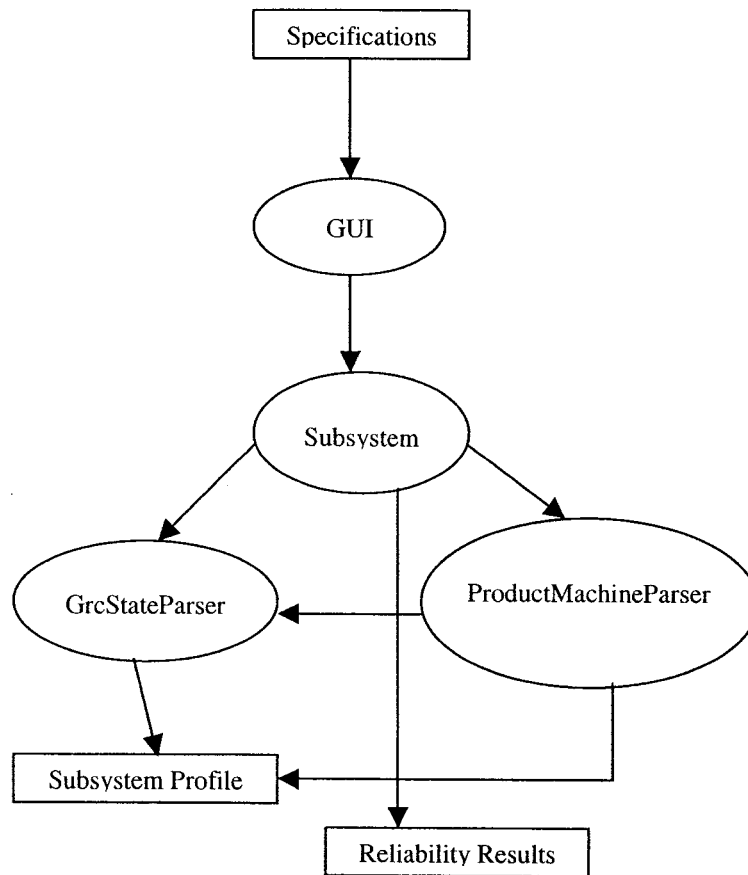 Specifications
GUI
Subsystem
GrcStateParser
ProductMachineParser
Subsystem Profile
Reliability Results